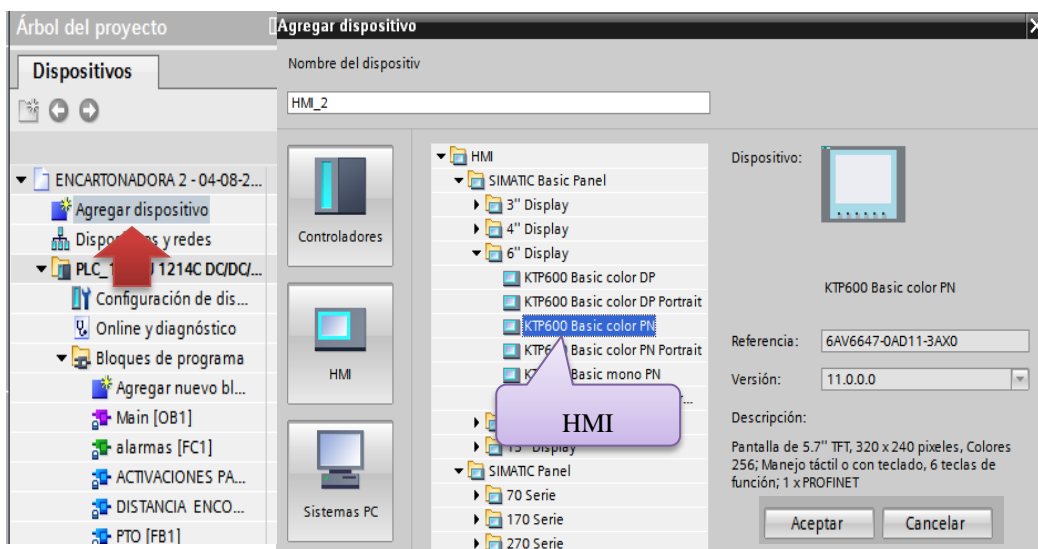 Árbol del proyecto
Dispositivos
ENCARTONADORA 2 - 04-08-2...
Agregar dispositivo
y redes
1214C DC/DC/...
Configuración de dis...
Online y diagnóstico
Bloques de programa
Agregar nuevo bl...
Main [OB1]
alarmas [FC1]
ACTIVACIONES PA...
DISTANCIA ENCO...
PTO [FB1]
Agregar dispositivo
Nombre del dispositiv
HMI_2
Controladores
HMI
Sistemas PC
HMI
SIMATIC Basic Panel
3" Display
4" Display
6" Display
KTP600 Basic color DP
KTP600 Basic color DP Portrait
KTP600 Basic color PN
Basic color PN Portrait
Basic mono PN
HMI
SIMATIC Panel
70 Serie
170 Serie
270 Serie
Dispositivo:
KTP600 Basic color PN
Referencia: 6AV6647-0AD11-3AX0
Versión: 11.0.0.0
Descripción:
Pantalla de 5.7'' TFT, 320 x 240 pixeles, Colores
256; Manejo táctil o con teclado, 6 teclas de
función; 1 x PROFINET
Aceptar Cancelar